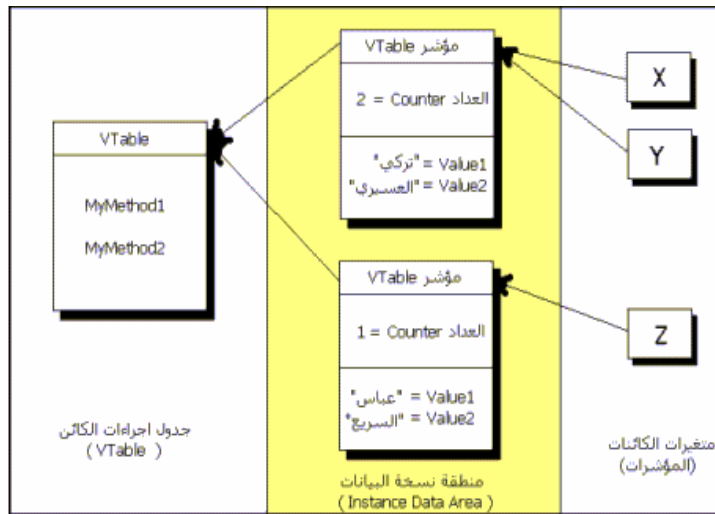 VTable
MyMethod1
MyMethod2
جدول اجراءات الكائن
( VTable )
مؤشر VTable
العداد Counter = 2
Value1 = "تركي"
Value2 = "العسيري"
مؤشر VTable
العداد Counter = 1
Value1 = "عباس"
Value2 = "السريع"
منطقة نسخة البيانات
( Instance Data Area )
X
Y
Z
متغيرات الكائنات
(المؤشرات)